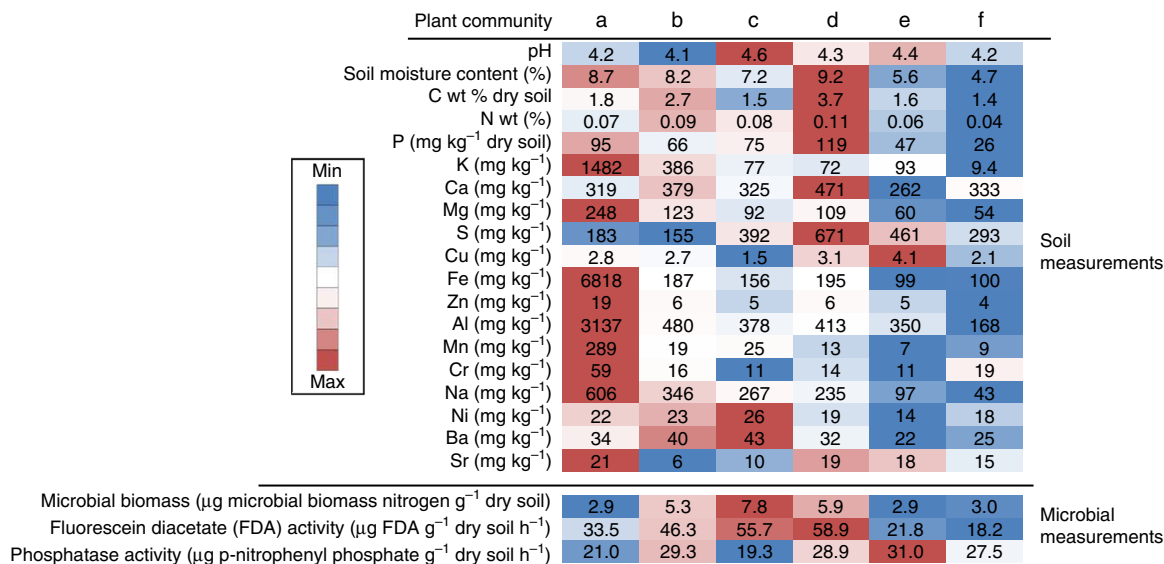 Plant community a b c d e f
pH 4.2 4.1 4.6 4.3 4.4 4.2
Soil moisture content (%) 8.7 8.2 7.2 9.2 5.6 4.7
C wt % dry soil 1.8 2.7 1.5 3.7 1.6 1.4
N wt (%) 0.07 0.09 0.08 0.11 0.06 0.04
P (mg kg⁻¹ dry soil) 95 66 75 119 47 26
K (mg kg⁻¹) 1482 386 77 72 93 9.4
Ca (mg kg⁻¹) 319 379 325 471 262 333
Mg (mg kg⁻¹) 248 123 92 109 60 54
S (mg kg⁻¹) 183 155 392 671 461 293
Cu (mg kg⁻¹) 2.8 2.7 1.5 3.1 4.1 2.1
Fe (mg kg⁻¹) 6818 187 156 195 99 100
Zn (mg kg⁻¹) 19 6 5 6 5 4
Al (mg kg⁻¹) 3137 480 378 413 350 168
Mn (mg kg⁻¹) 289 19 25 13 7 9
Cr (mg kg⁻¹) 59 16 11 14 11 19
Na (mg kg⁻¹) 606 346 267 235 97 43
Ni (mg kg⁻¹) 22 23 26 19 14 18
Ba (mg kg⁻¹) 34 40 43 32 22 25
Sr (mg kg⁻¹) 21 6 10 19 18 15
Min
Max
Soil
measurements
Microbial biomass (μg microbial biomass nitrogen g⁻¹ dry soil) 2.9 5.3 7.8 5.9 2.9 3.0
Fluorescein diacetate (FDA) activity (μg FDA g⁻¹ dry soil h⁻¹) 33.5 46.3 55.7 58.9 21.8 18.2
Phosphatase activity (μg p-nitrophenyl phosphate g⁻¹ dry soil h⁻¹) 21.0 29.3 19.3 28.9 31.0 27.5
Microbial
measurements